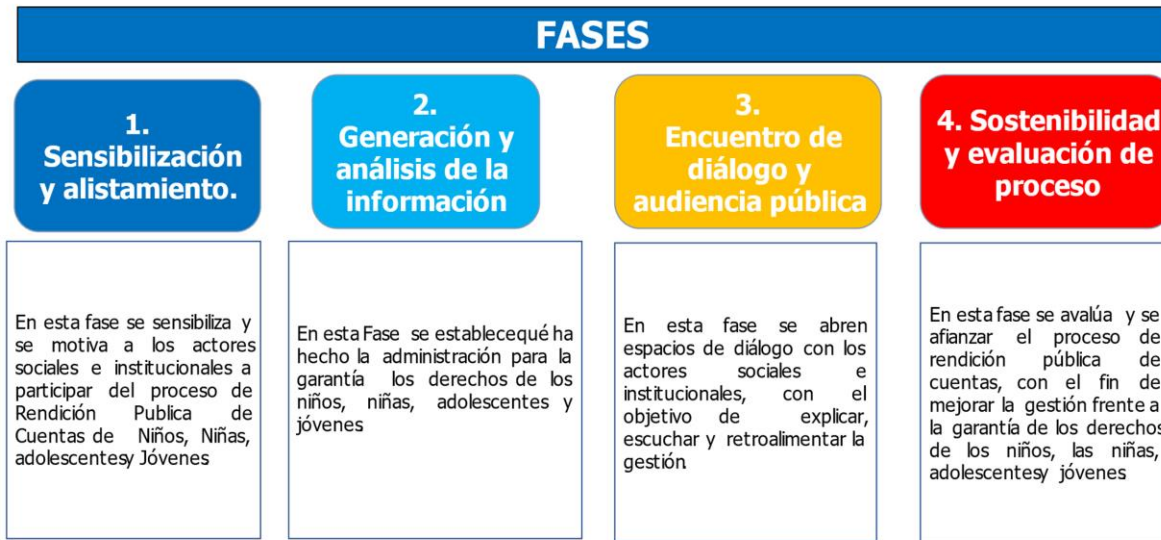 FASES
1.
Sensibilización
y alistamiento.
2.
Generación y
análisis de la
información
3.
Encuentro de
diálogo y
audiencia pública
4. Sostenibilidad
y evaluación de
proceso
En esta fase se sensibiliza y
se motiva a los actores
sociales e institucionales a
participar del proceso de
Rendición Publica de
Cuentas de Niños, Niñas,
adolescentesy Jóvenes
En esta Fase se establecequé ha
hecho la administración para la
garantía los derechos de los
niños, niñas, adolescentes y
jóvenes
En esta fase se abren
espacios de diálogo con los
actores sociales e
institucionales, con el
objetivo de explicar,
escuchar y retroalimentar la
gestión.
En esta fase se avalúa y se
afianzar el proceso de
rendición pública de
cuentas, con el fin de
mejorar la gestión frente a
la garantía de los derechos
de los niños, las niñas,
adolescentesy jóvenes